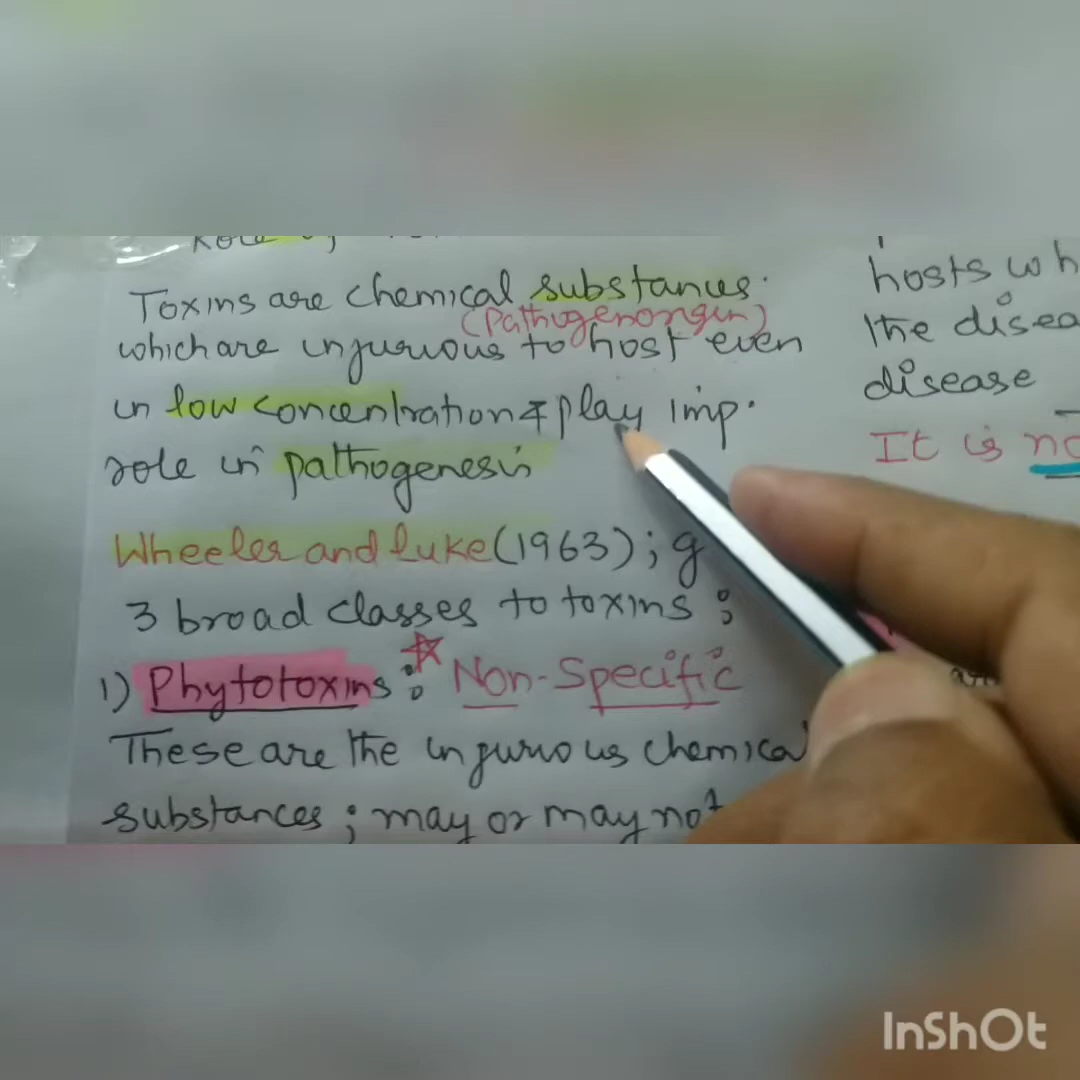 Toxins are chemical substances.
(Pathogenongin)
which are injurious to host even
in low concentration & play imp.
role in pathogenesis
Wheeler and luke (1963) ; g
3 broad classes to toxins :
1) Phytotoxins : Non-Specific
These are the injurious chemical
substances ; may or may not
hosts wh
the disea
disease
It is no
InShOt